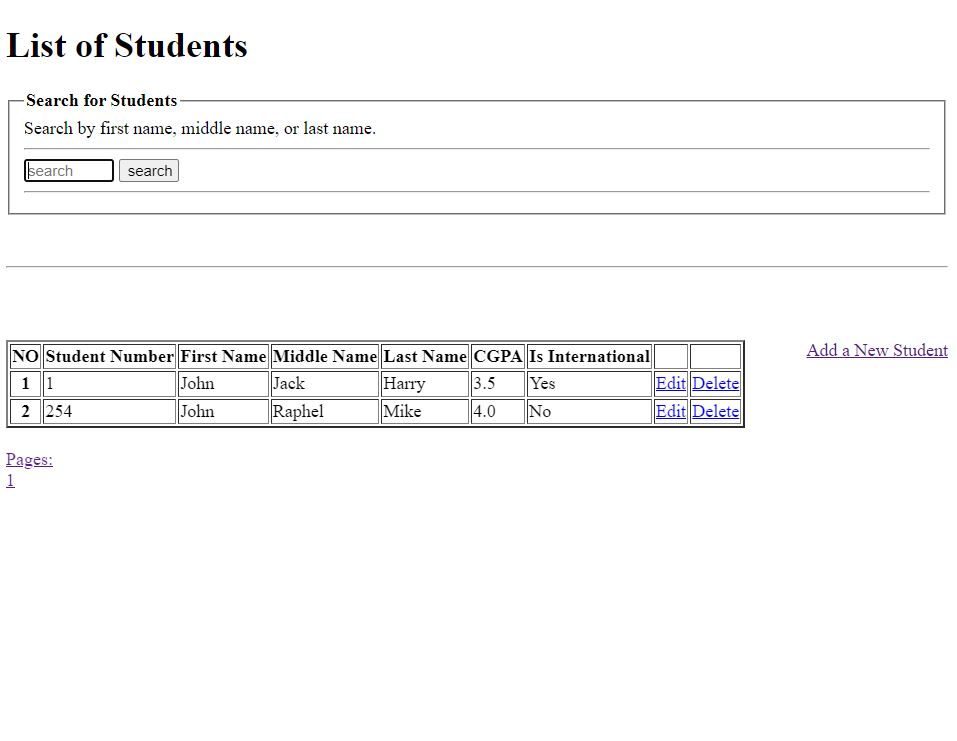 List of Students
Search for Students
Search by first name, middle name, or last name.
search search
NO Student Number First Name Middle Name Last Name CGPA Is International
Add a New Student
1 1 John Jack Harry 3.5 Yes Edit Delete
2 254 John Raphel Mike 4.0 No Edit Delete
Pages:
1